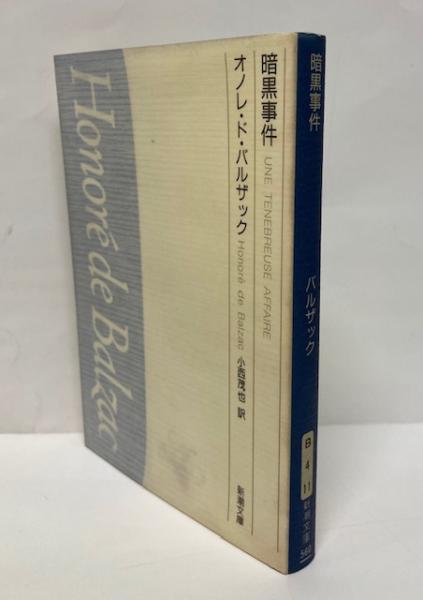 暗黒事件 UNE TENEBREUSE AFFAIRE
オノレ・ド・バルザック Honoré de Balzac 小西茂也 訳
新潮文庫
Honoré de Balzac
暗黒事件
バルザック
B
4
11
新潮文庫
560